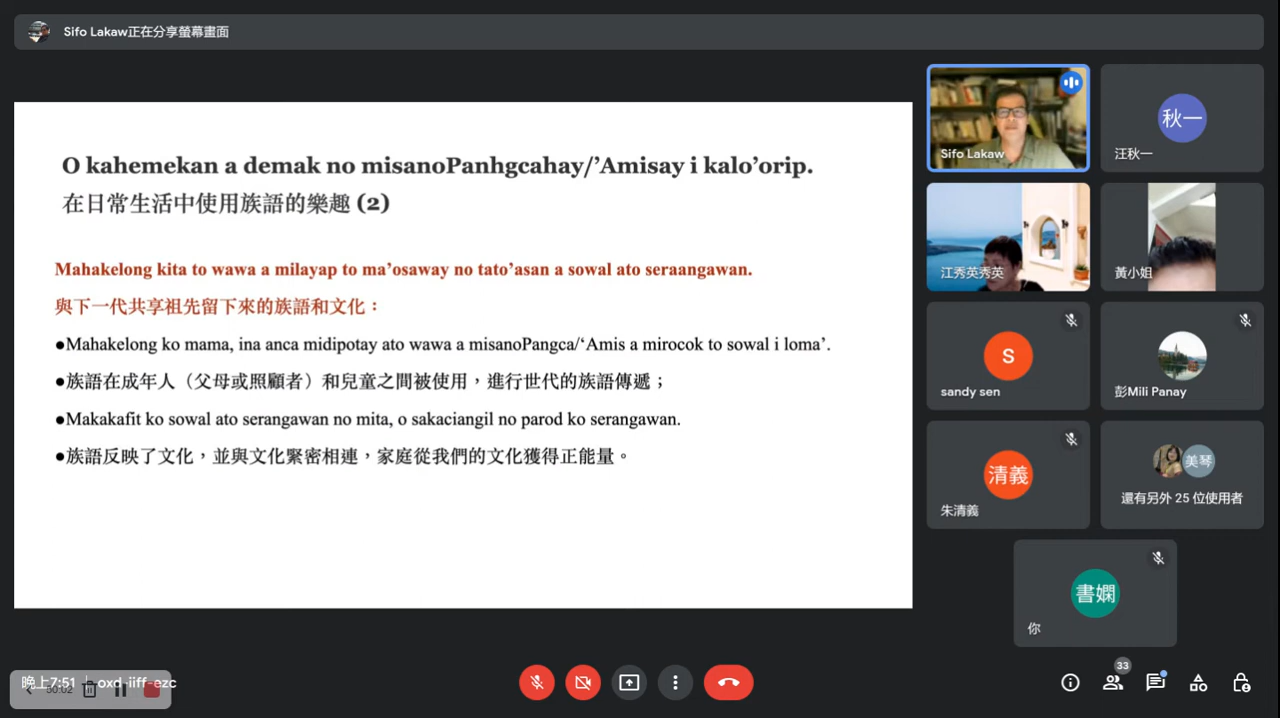 Sifo Lakaw正在分享螢幕畫面
O kahemekan a demak no misanoPanhgcahay/’Amisay i kalo’orip.
在日常生活中使用族語的樂趣 (2)
Mahakelong kita to wawa a milayap to ma’osaway no tato’asan a sowal ato seraangawan.
與下一代共享祖先留下來的族語和文化：
●Mahakelong ko mama, ina anca midipotay ato wawa a misanoPangca/‘Amis a mirocok to sowal i loma’.
●族語在成年人（父母或照顧者）和兒童之間被使用，進行世代的族語傳遞；
●Makakafit ko sowal ato serangawan no mita, o sakaciangil no parod ko serangawan.
●族語反映了文化，並與文化緊密相連，家庭從我們的文化獲得正能量。
Sifo Lakaw
秋一
汪秋一
江秀英秀英
黃小姐
S
sandy sen
彭Mili Panay
清義
朱清義
美琴
還有另外 25 位使用者
書嫻
你
晚上7:51 | oxd-iiff-ezc
00:02
33